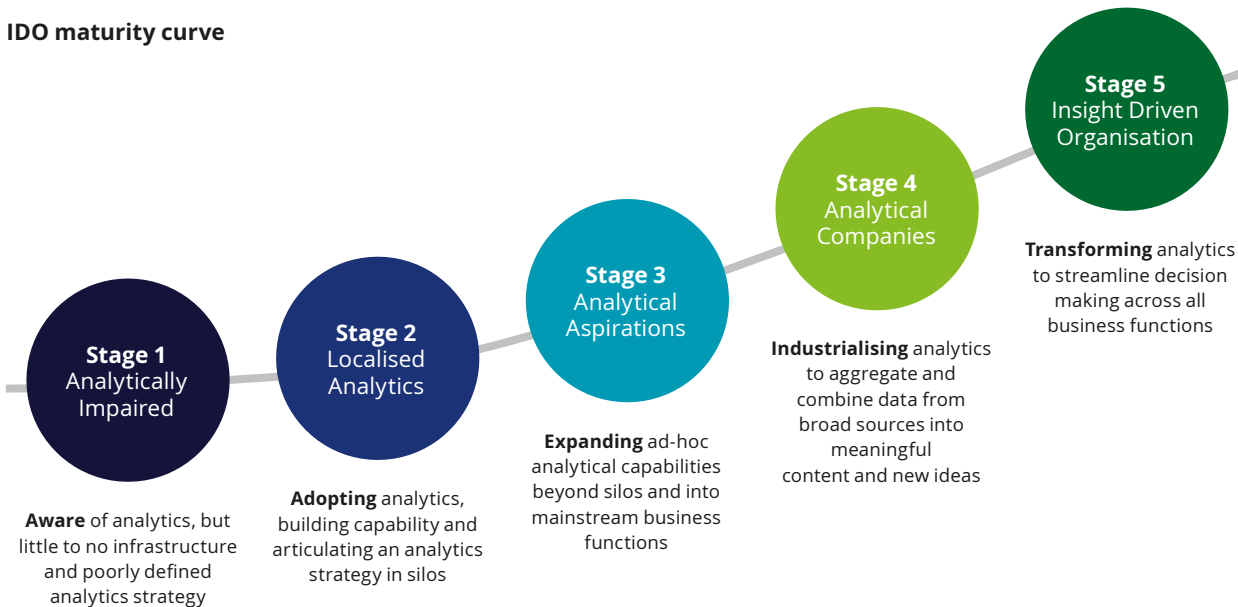 IDO maturity curve
Stage 1
Analytically
Impaired
Aware of analytics, but
little to no infrastructure
and poorly defined
analytics strategy
Stage 2
Localised
Analytics
Adopting analytics,
building capability and
articulating an analytics
strategy in silos
Stage 3
Analytical
Aspirations
Expanding ad-hoc
analytical capabilities
beyond silos and into
mainstream business
functions
Stage 4
Analytical
Companies
Industrialising analytics
to aggregate and
combine data from
broad sources into
meaningful
content and new ideas
Stage 5
Insight Driven
Organisation
Transforming analytics
to streamline decision
making across all
business functions